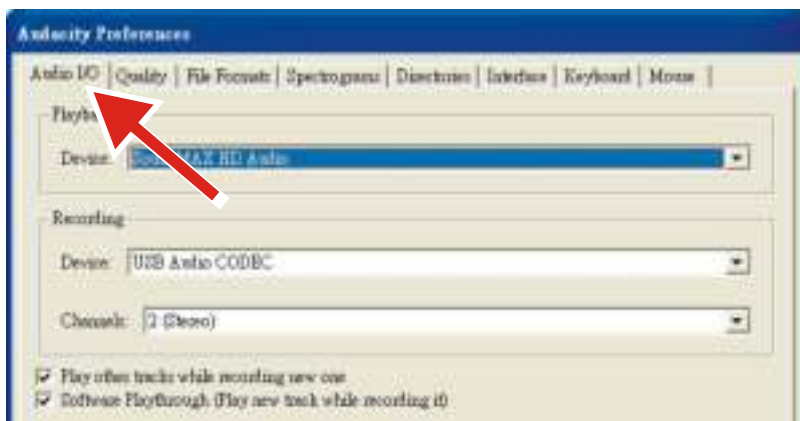 Audacity Preferences
Audio I/O | Quality | File Formats | Spectrograms | Directories | Interface | Keyboard | Mouse |
Device: MAX HD Audio
Recording
Device: USB Audio CODEC
Channels: 2 (Stereo)
Play other tracks while recording new one
Software Playthrough (Play new track while recording it)